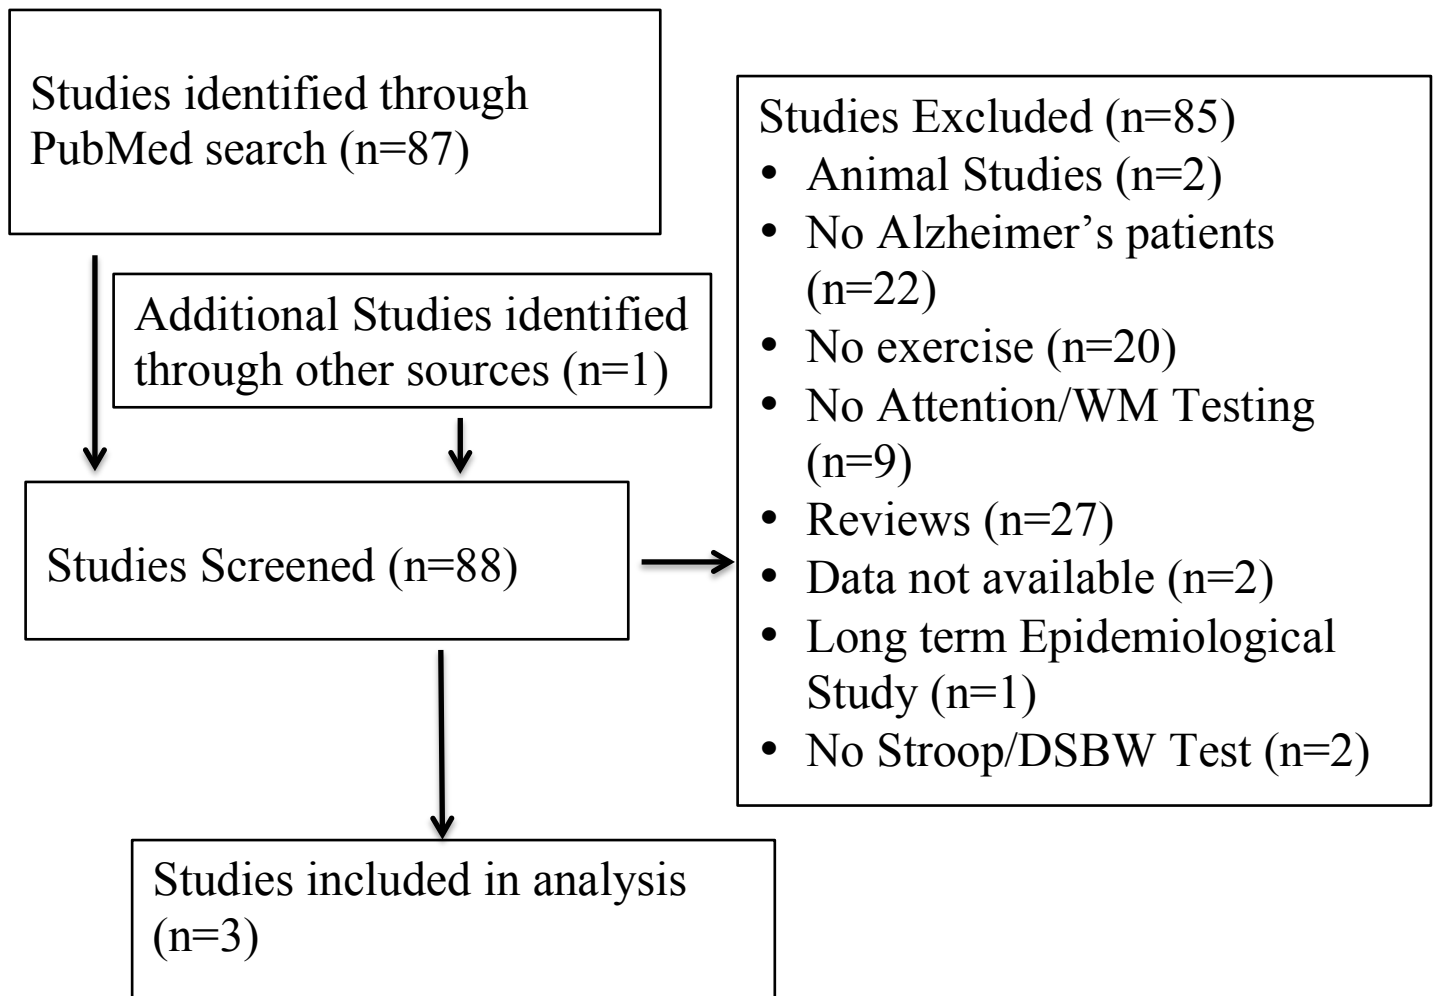 Studies identified through
PubMed search (n=87)
Additional Studies identified
through other sources (n=1)
Studies Screened (n=88)
Studies Excluded (n=85)
• Animal Studies (n=2)
• No Alzheimer’s patients
(n=22)
• No exercise (n=20)
• No Attention/WM Testing
(n=9)
• Reviews (n=27)
• Data not available (n=2)
• Long term Epidemiological
Study (n=1)
• No Stroop/DSBW Test (n=2)
Studies included in analysis
(n=3)